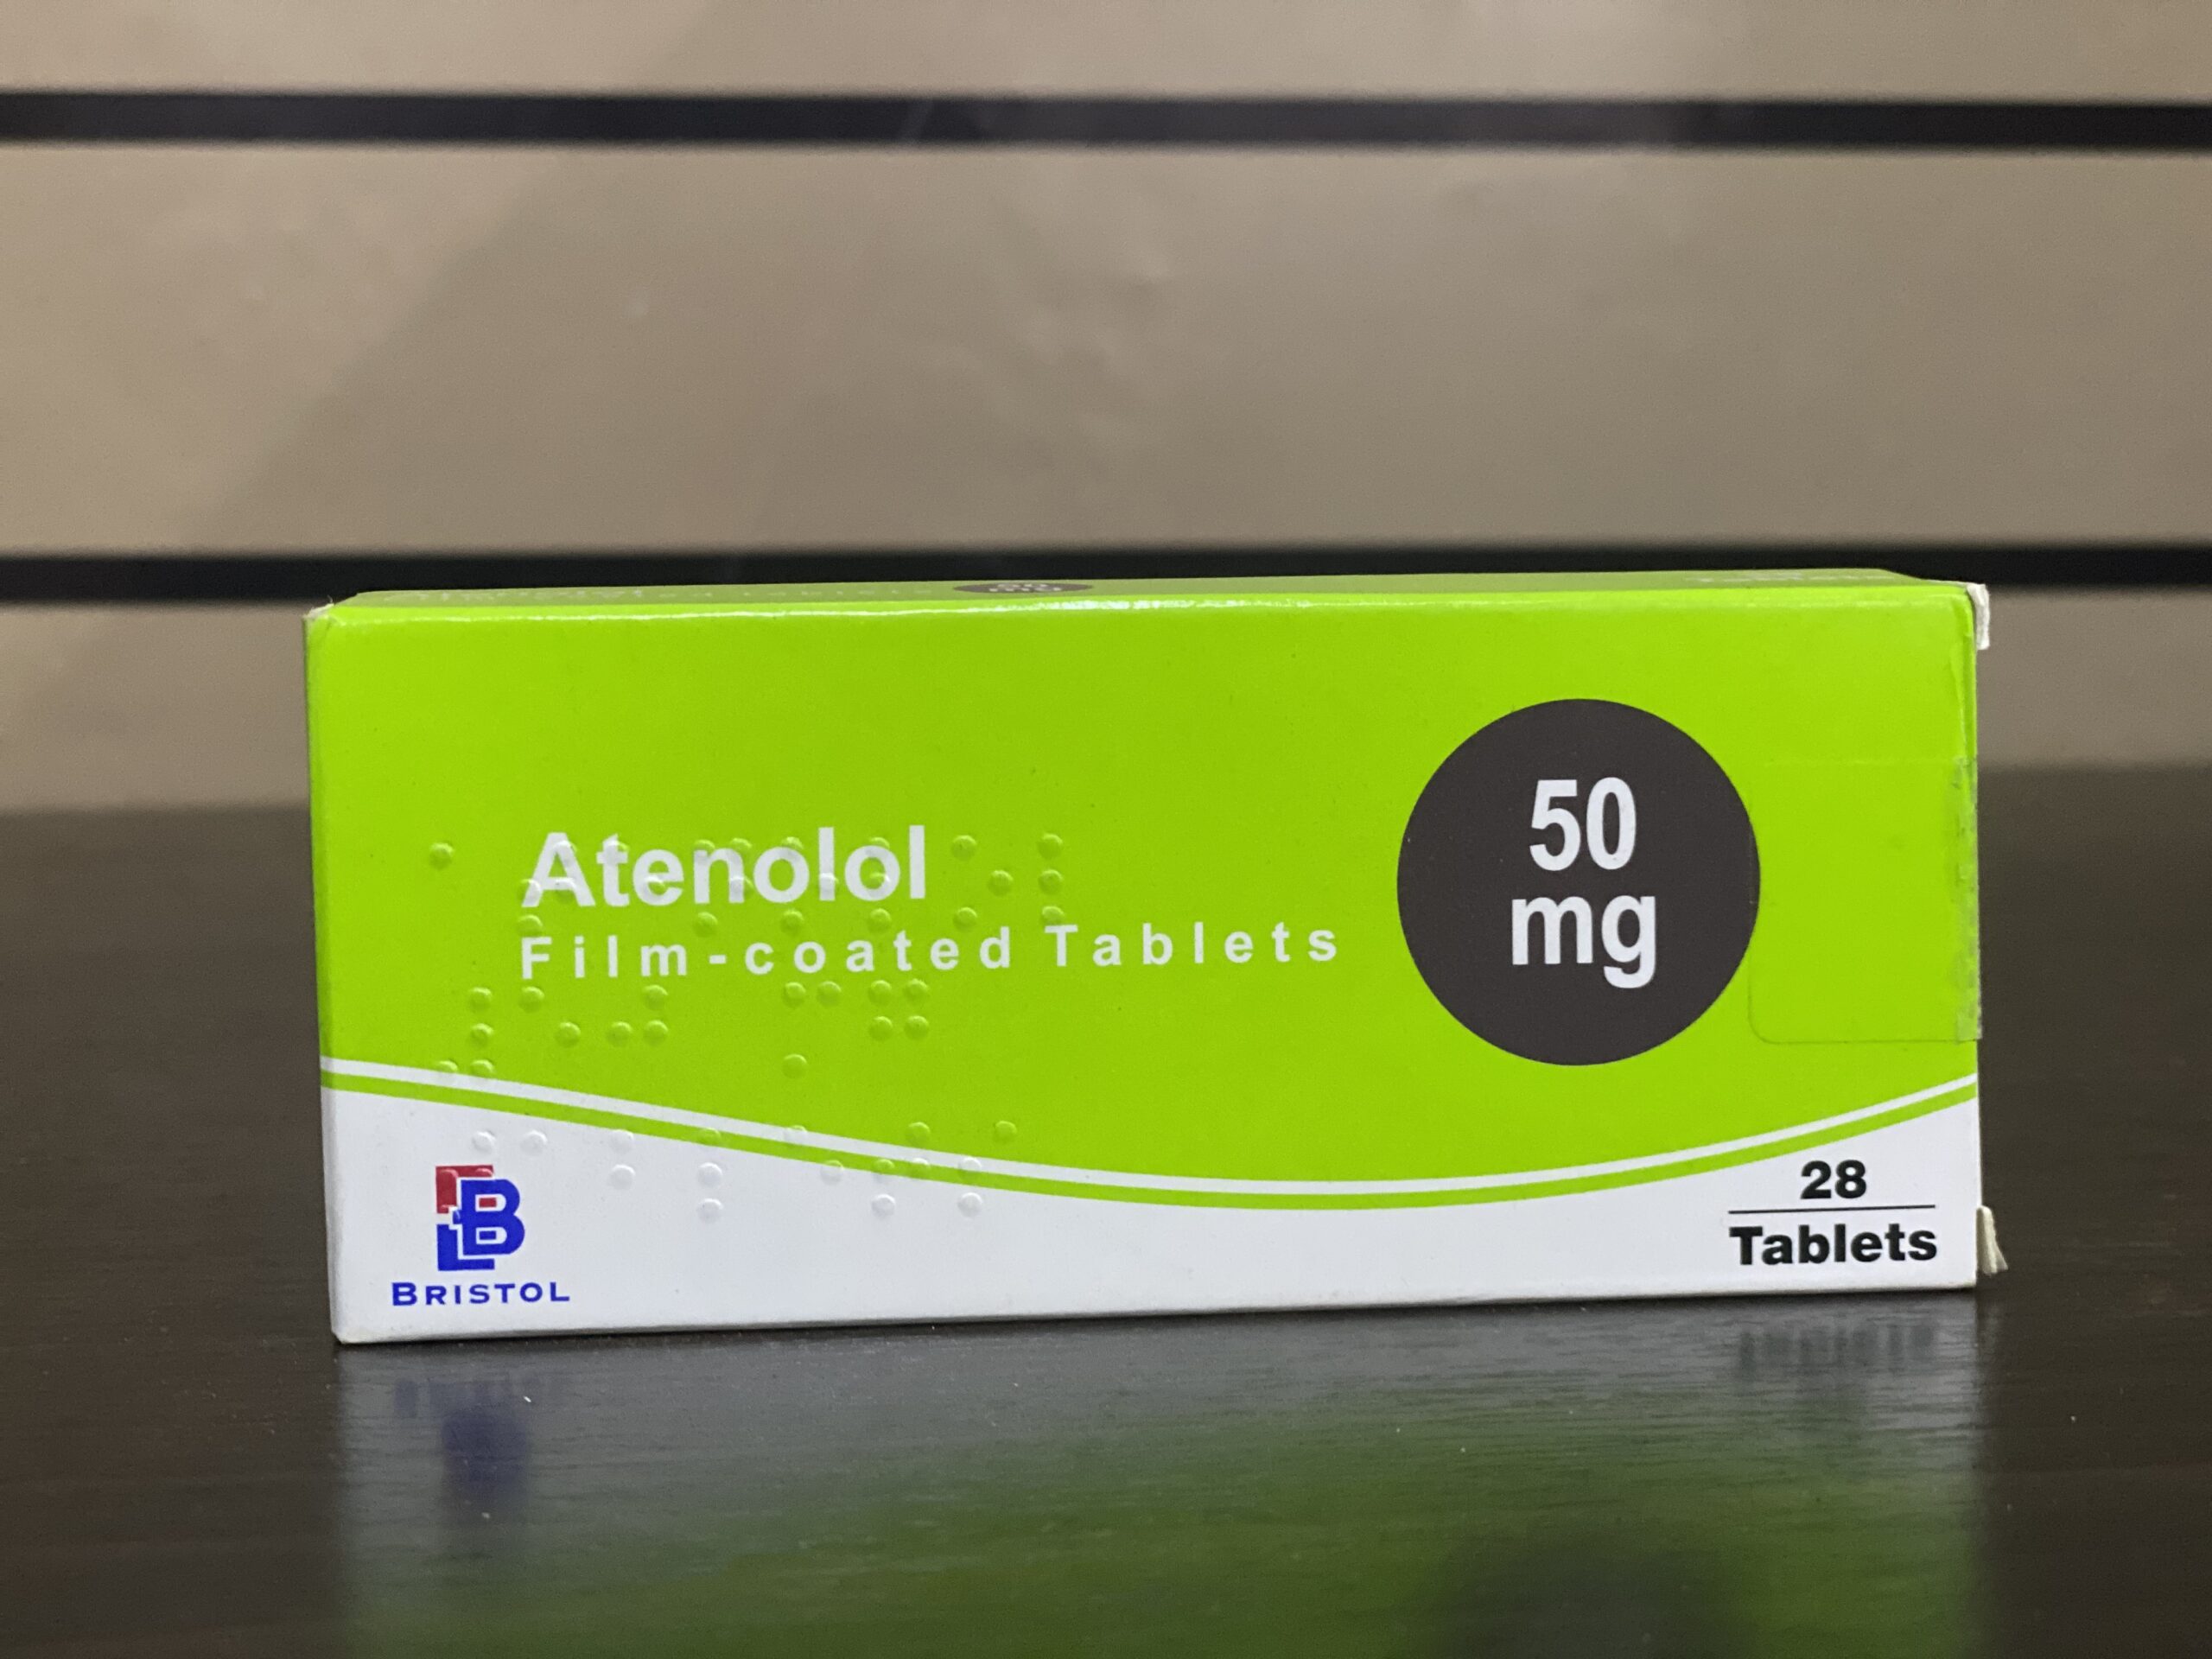 Atenolol
Film-coated Tablets
50
mg
28
Tablets
BRISTOL